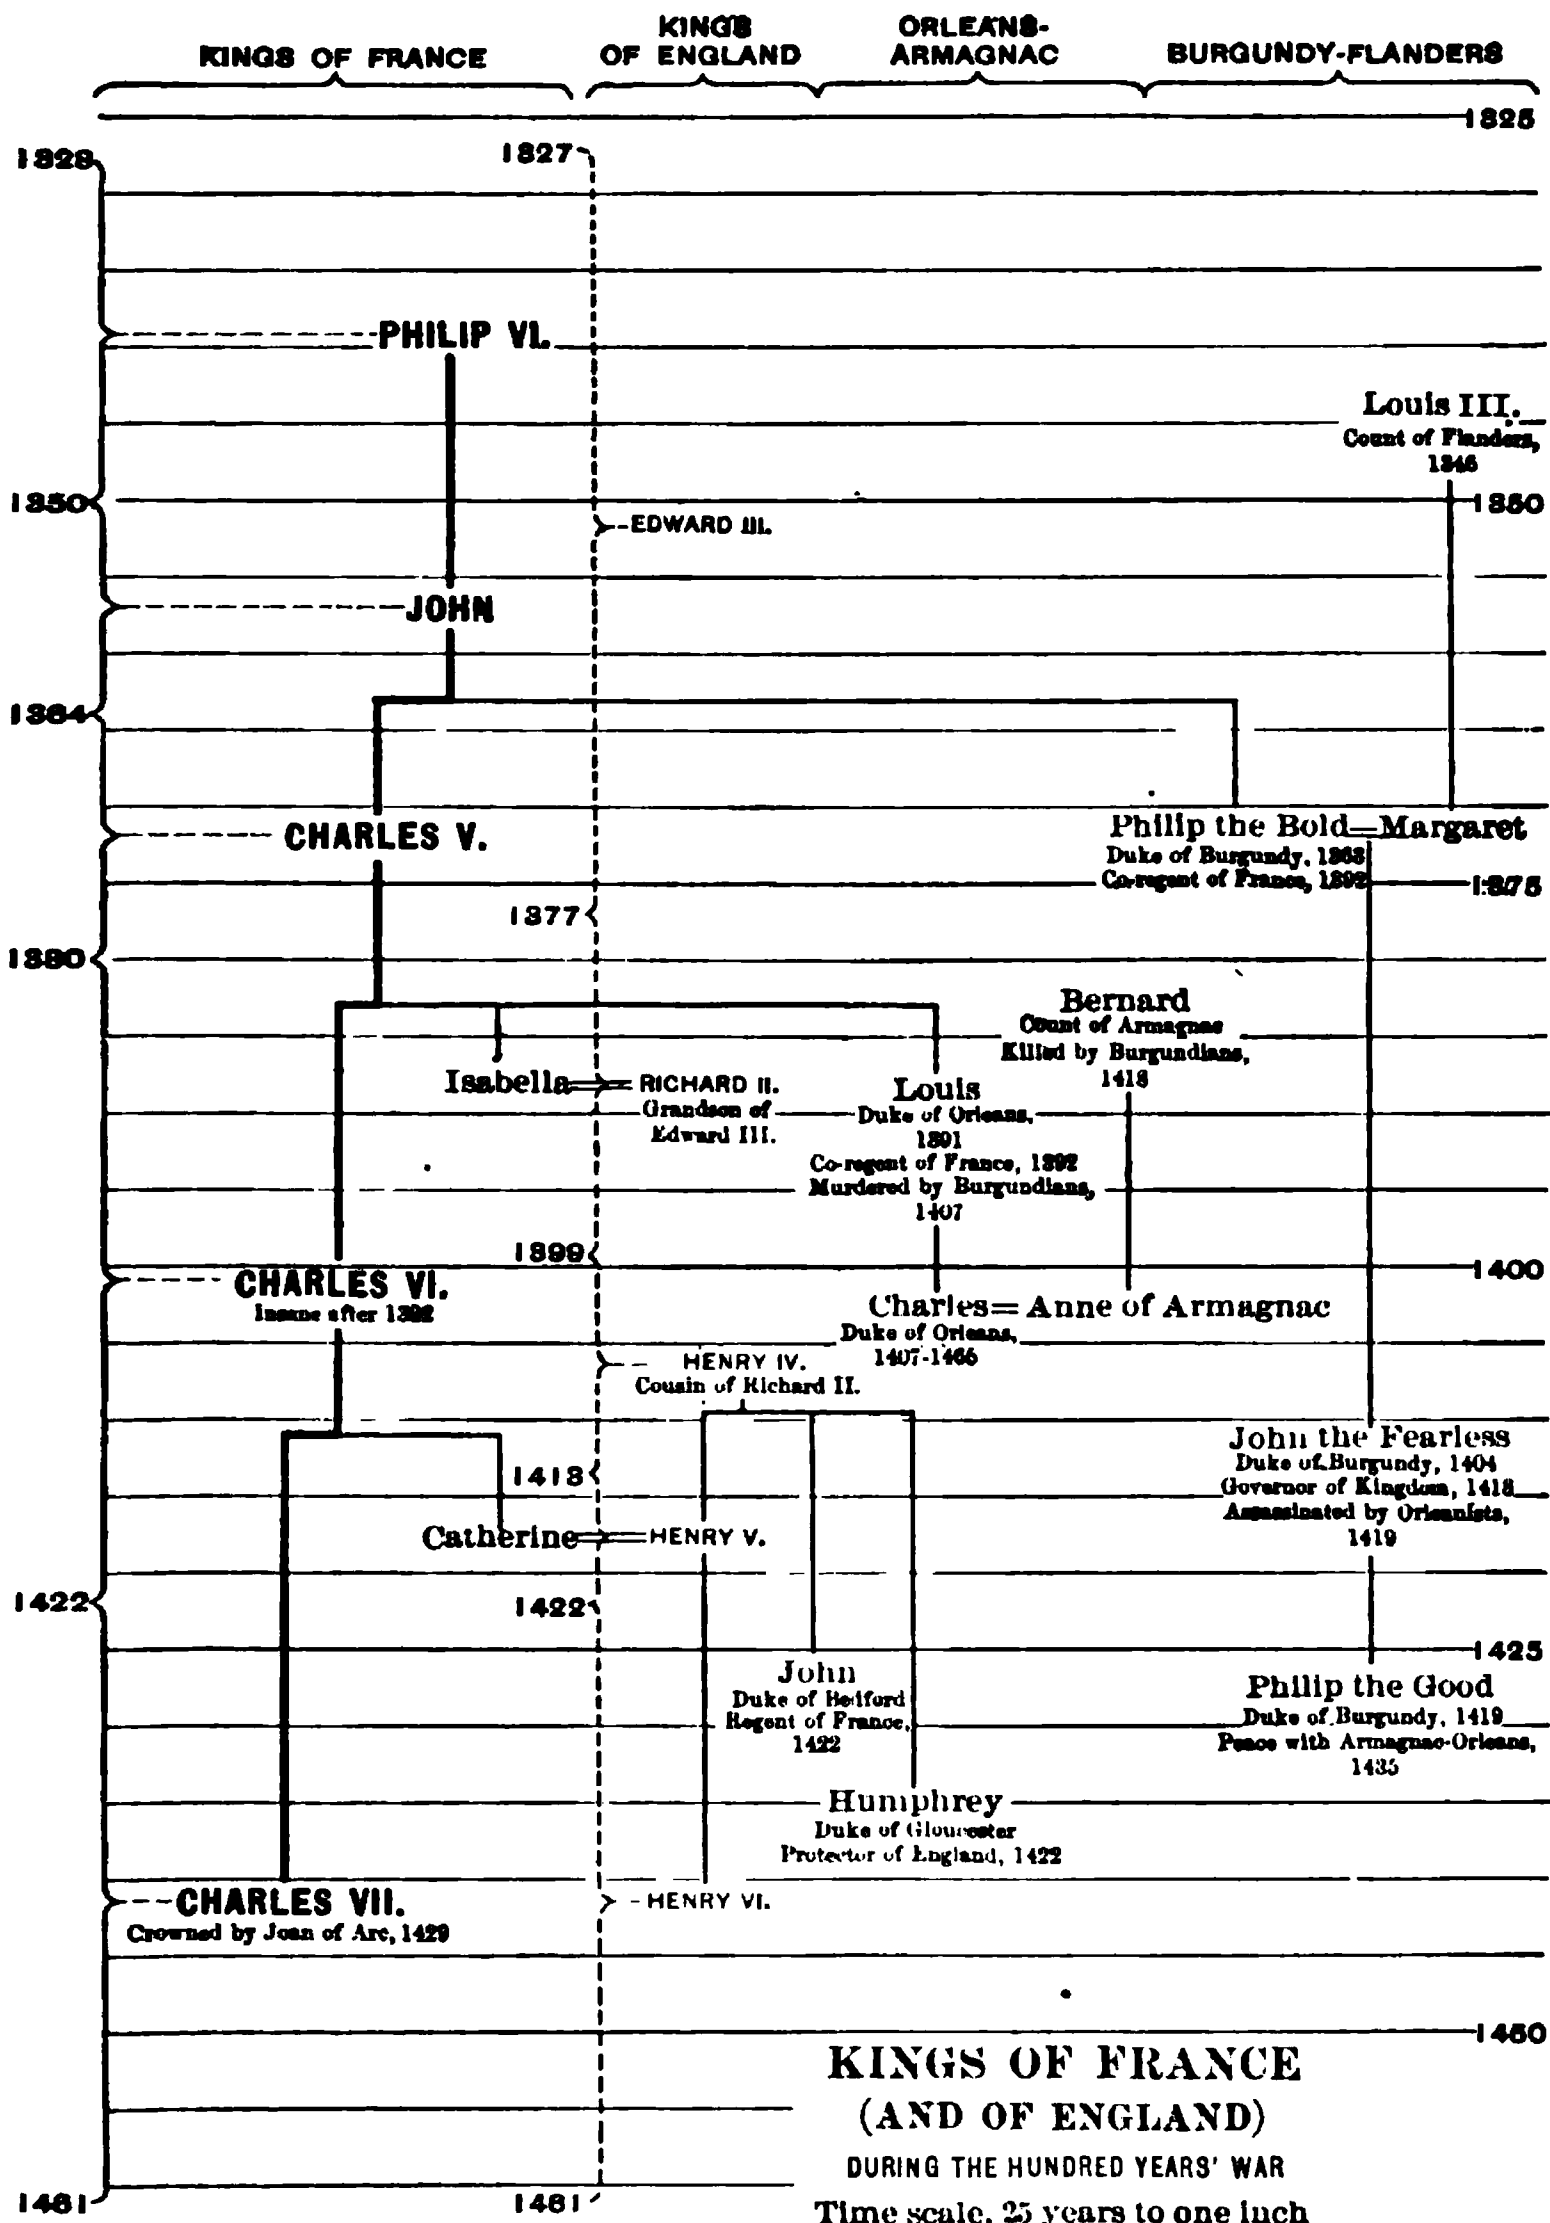 KINGS OF FRANCE
KINGS
OF ENGLAND
ORLEANS-
ARMAGNAC
BURGUNDY-FLANDERS
1325
1328
1327
PHILIP VI.
Louis III.
Count of Flanders,
1346
1350
1350
EDWARD III.
JOHN
1364
CHARLES V.
Philip the Bold=Margaret
Duke of Burgundy, 1363
Co-regent of France, 1392
1375
1377
1380
Bernard
Count of Armagnac
Killed by Burgundians,
1418
Isabella = RICHARD II.
Grandson of
Edward III.
Louis
Duke of Orleans,
1391
Co-regent of France, 1392
Murdered by Burgundians,
1407
1399
1400
CHARLES VI.
Insane after 1392
Charles= Anne of Armagnac
Duke of Orleans,
1407-1466
HENRY IV.
Cousin of Richard II.
John the Fearless
Duke of Burgundy, 1404
Governor of Kingdom, 1418
Assassinated by Orleanists,
1419
1413
Catherine = HENRY V.
1422
1422
1425
John
Duke of Bedford
Regent of France,
1422
Philip the Good
Duke of Burgundy, 1419
Peace with Armagnac-Orleans,
1435
Humphrey
Duke of Gloucester
Protector of England, 1422
CHARLES VII.
Crowned by Joan of Arc, 1429
HENRY VI.
1450
KINGS OF FRANCE
(AND OF ENGLAND)
DURING THE HUNDRED YEARS' WAR
Time scale, 25 years to one inch
1461
1461